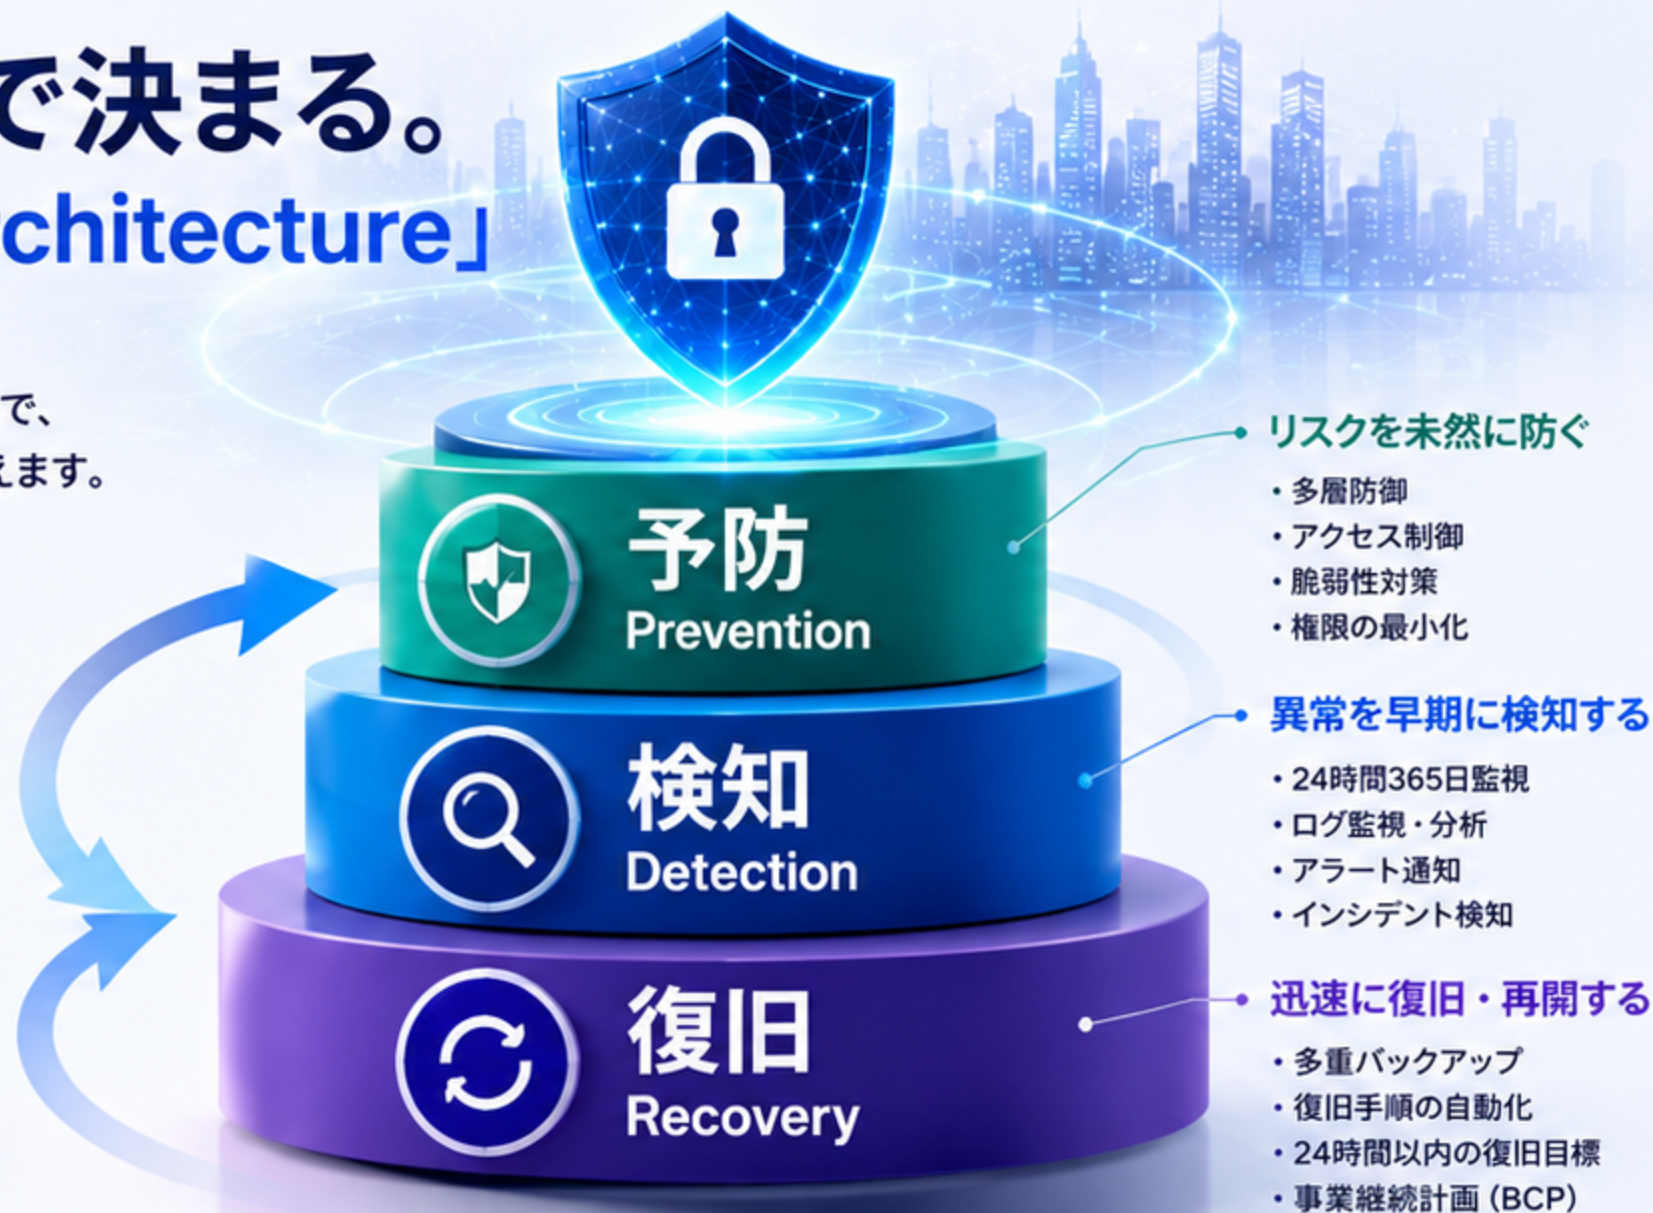 で決まる。
chitecture」
で、
えます。
予防
Prevention
リスクを未然に防ぐ
・多層防御
・アクセス制御
・脆弱性対策
・権限の最小化
検知
Detection
異常を早期に検知する
・24時間365日監視
・ログ監視・分析
・アラート通知
・インシデント検知
復旧
Recovery
迅速に復旧・再開する
・多重バックアップ
・復旧手順の自動化
・24時間以内の復旧目標
・事業継続計画 (BCP)